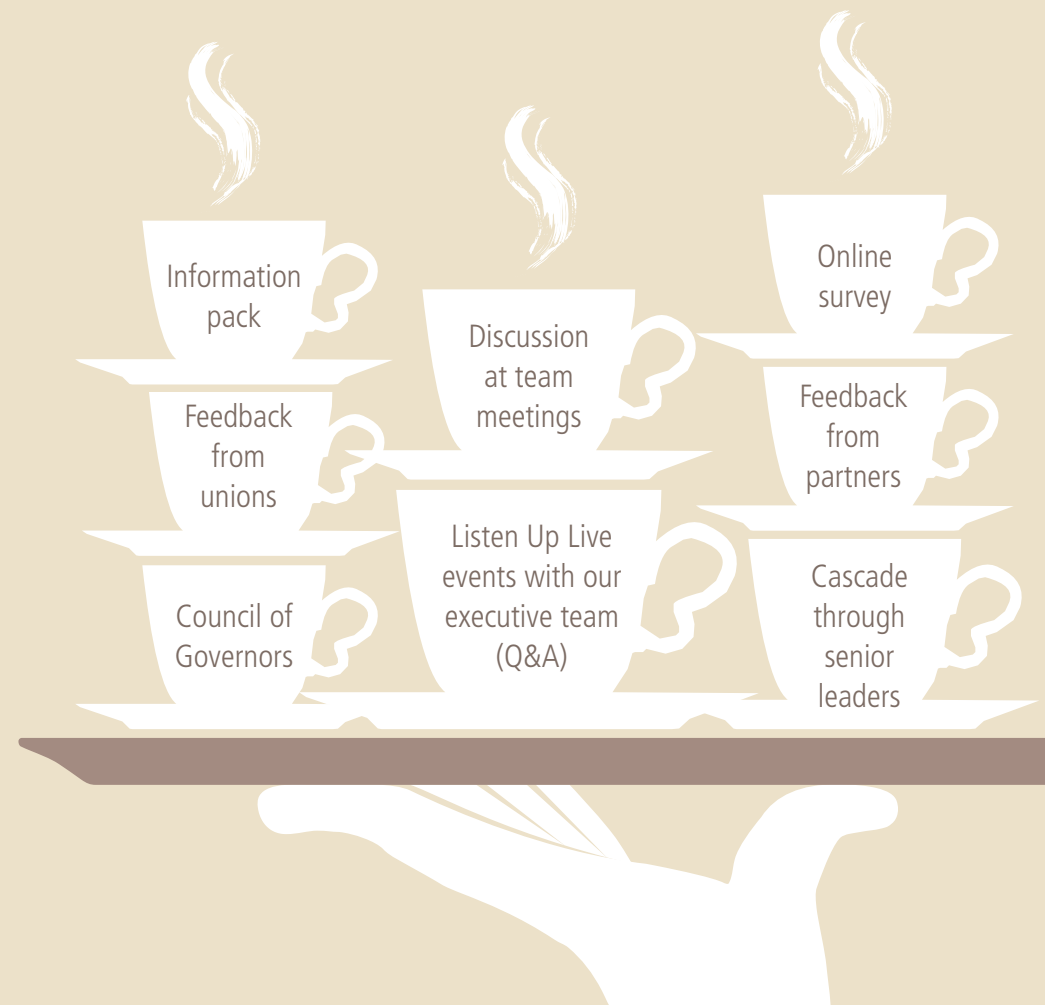 Information
pack
Feedback
from
unions
Council of
Governors
Discussion
at team
meetings
Listen Up Live
events with our
executive team
(Q&A)
Online
survey
Feedback
from
partners
Cascade
through
senior
leaders